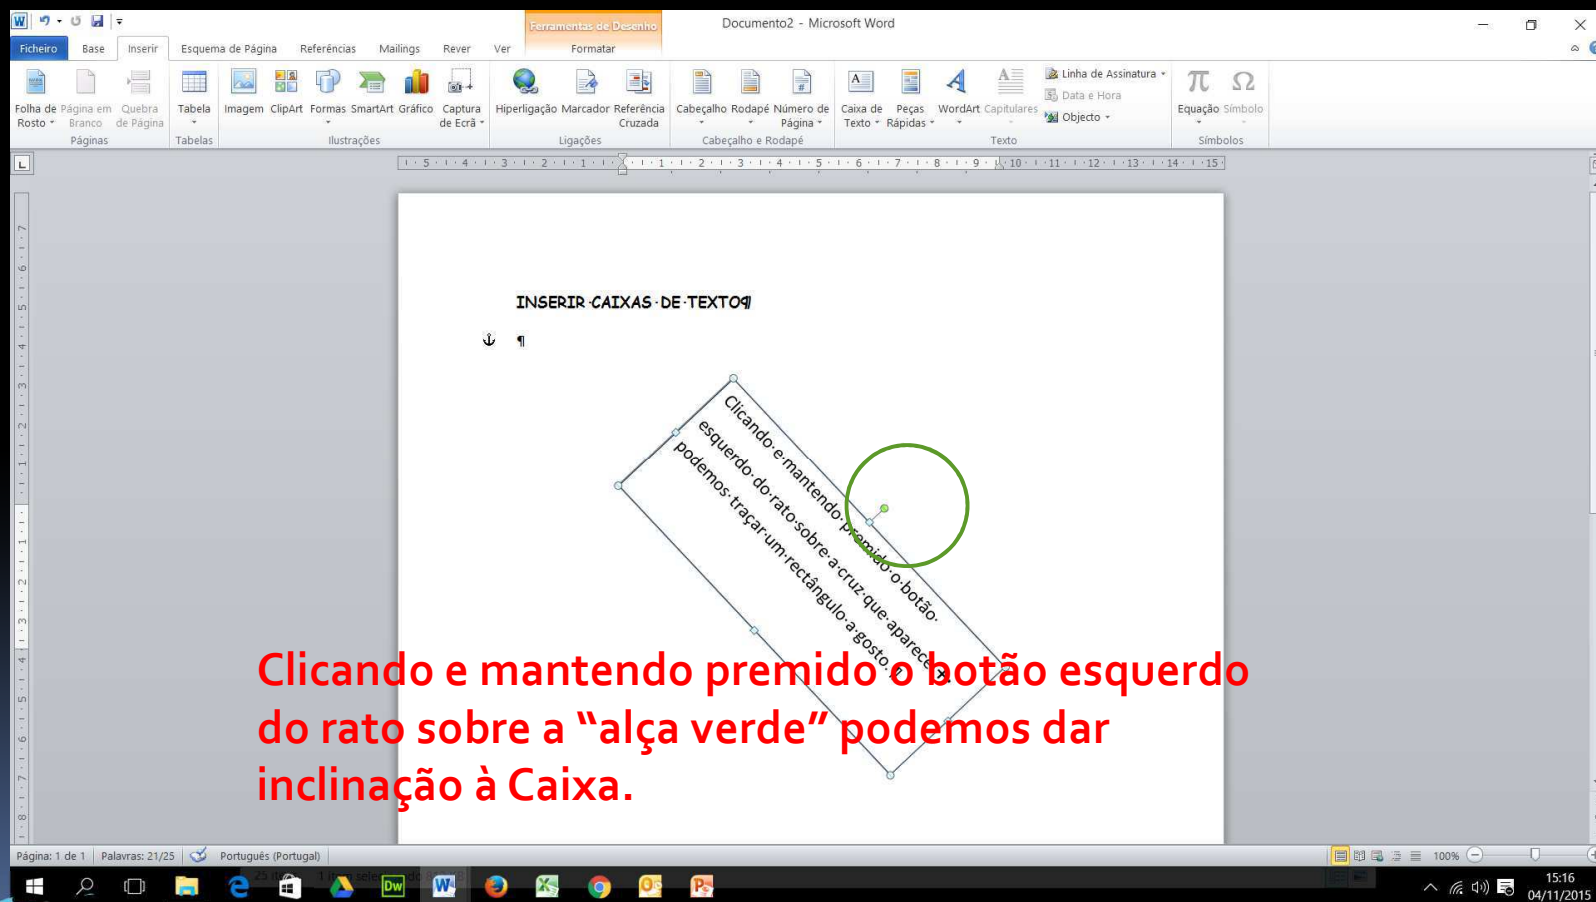 Ferramentas de Desenho
Documento2 - Microsoft Word
Ficheiro Base Inserir Esquema de Página Referências Mailings Rever Ver Formatar
Folha de Rosto
Página em Branco
Quebra de Página
Páginas
Tabela
Tabelas
Imagem ClipArt Formas SmartArt Gráfico
Captura de Ecrã
Ilustrações
Hiperligação Marcador
Referência Cruzada
Ligações
Cabeçalho Rodapé
Número de Página
Cabeçalho e Rodapé
Caixa de Texto
Peças Rápidas
WordArt Capitulares
Linha de Assinatura
Data e Hora
Objecto
Texto
Equação Símbolo
Símbolos
INSERIR·CAIXAS·DE·TEXTO¶
¶
Clicando·e·mantendo·premido·o·botão·
esquerdo·do·rato·sobre·a·cruz·que·aparece
podemos·traçar·um·rectângulo·a·gosto.¶
Clicando e mantendo premido o botão esquerdo
do rato sobre a “alça verde” podemos dar
inclinação à Caixa.
Página: 1 de 1 Palavras: 21/25 Português (Portugal) 100%
15:16
04/11/2015